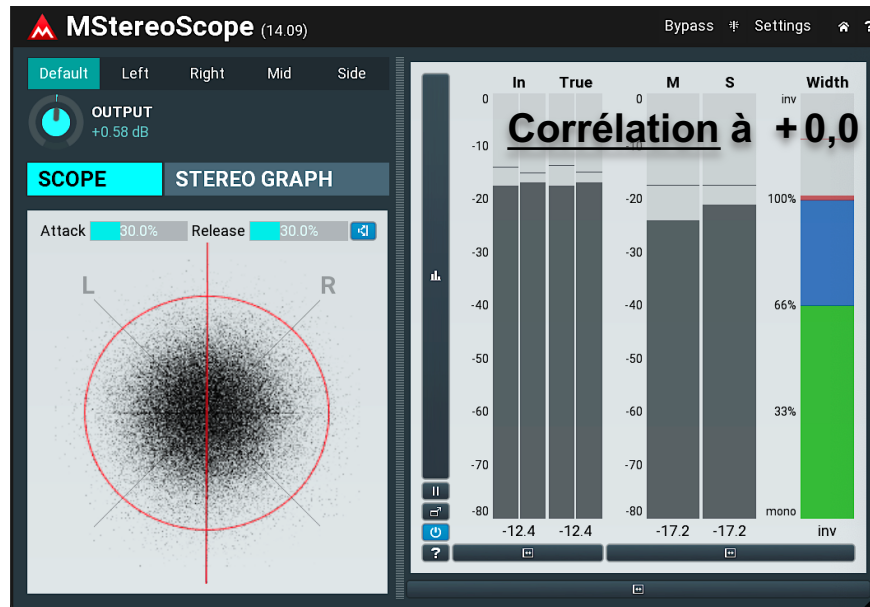 MStereoScope (14.09)
Bypass Settings ?
Default Left Right Mid Side
OUTPUT
+0.58 dB
SCOPE STEREO GRAPH
Attack 30.0% Release 30.0%
L R
In True M S Width
Corrélation à +0,0
0 0 inv
-10 -10
-20 -20 100%
-30 -30
-40 -40 66%
-50 -50
-60 -60 33%
-70 -70
-80 -80 mono
-12.4 -12.4 -17.2 -17.2 inv
?